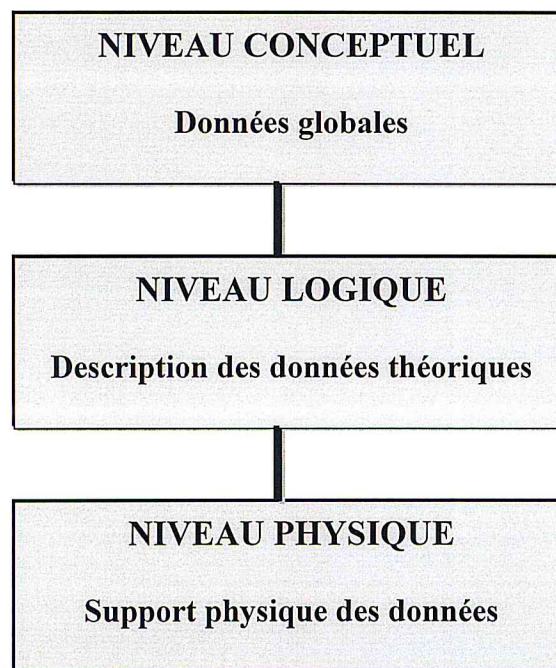 NIVEAU CONCEPTUEL
Données globales
NIVEAU LOGIQUE
Description des données théoriques
NIVEAU PHYSIQUE
Support physique des données